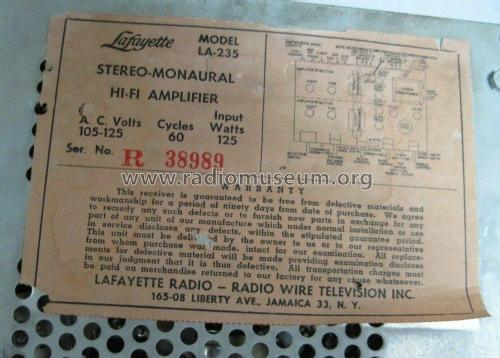 Lafayette
MODEL
LA-235
STEREO-MONAURAL
HI-FI AMPLIFIER
A. C. Volts
105-125
Cycles
60
Input
Watts
125
Ser. No. R 38989
www.radiomuseum.org
WARRANTY
This receiver is guaranteed to be free from defective materials and
workmanship for a period of ninety days from date of purchase. We agree
to remedy any such defects or to furnish new parts in exchange for any
part of any unit of our manufacture which under normal installation or use
in service discloses any defects, within the stipulated guarantee period.
This unit must be delivered by the owner to us or to our representative
from whom purchase was made, intact for our examination. All replace-
ments for defective material will be made providing examination discloses
in our judgment that it is thus defective. All transportation charges must
be paid on merchandise returned to our factory for any cause whatsoever.
LAFAYETTE RADIO – RADIO WIRE TELEVISION INC.
165-08 LIBERTY AVE., JAMAICA 33, N. Y.